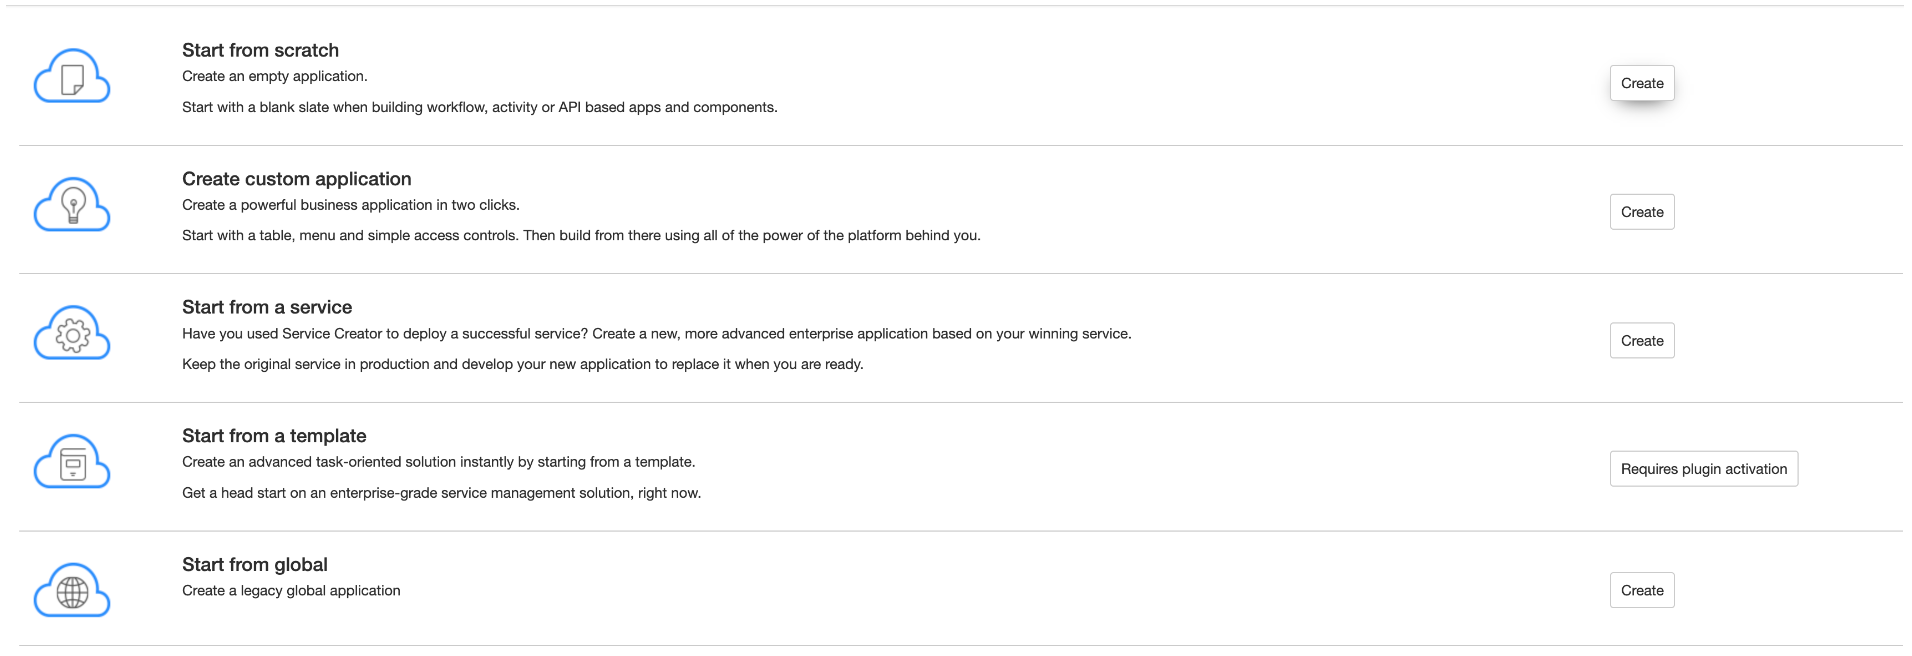 Start from scratch
Create an empty application.
Start with a blank slate when building workflow, activity or API based apps and components.
Create
Create custom application
Create a powerful business application in two clicks.
Start with a table, menu and simple access controls. Then build from there using all of the power of the platform behind you.
Create
Start from a service
Have you used Service Creator to deploy a successful service? Create a new, more advanced enterprise application based on your winning service.
Keep the original service in production and develop your new application to replace it when you are ready.
Create
Start from a template
Create an advanced task-oriented solution instantly by starting from a template.
Get a head start on an enterprise-grade service management solution, right now.
Requires plugin activation
Start from global
Create a legacy global application
Create